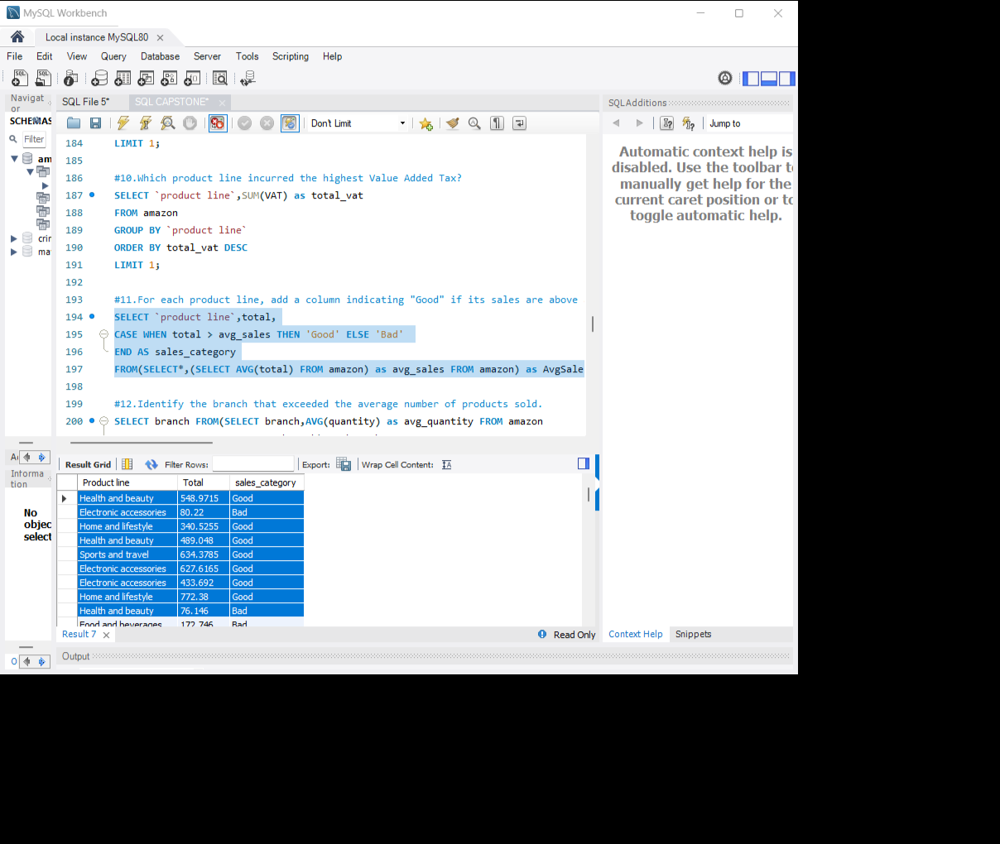 MySQL Workbench
Local instance MySQL80
File Edit View Query Database Server Tools Scripting Help
Navigat
or
SCHEMAS
Filter
am
crir
ma
SQL File 5*
SQL CAPSTONE*
Don't Limit
184 LIMIT 1;
185
186 #10.Which product line incurred the highest Value Added Tax?
187 SELECT `product line`,SUM(VAT) as total_vat
188 FROM amazon
189 GROUP BY `product line`
190 ORDER BY total_vat DESC
191 LIMIT 1;
192
193 #11.For each product line, add a column indicating "Good" if its sales are above
194 SELECT `product line`,total,
195 CASE WHEN total > avg_sales THEN 'Good' ELSE 'Bad'
196 END AS sales_category
197 FROM(SELECT*,(SELECT AVG(total) FROM amazon) as avg_sales FROM amazon) as AvgSale
198
199 #12.Identify the branch that exceeded the average number of products sold.
200 SELECT branch FROM(SELECT branch,AVG(quantity) as avg_quantity FROM amazon
SQLAdditions
Jump to
Automatic context help is
disabled. Use the toolbar to
manually get help for the
current caret position or to
toggle automatic help.
Informa
tion
No
objec
select
Result Grid Filter Rows: Export: Wrap Cell Content:
Product line Total sales_category
Health and beauty 548.9715 Good
Electronic accessories 80.22 Bad
Home and lifestyle 340.5255 Good
Health and beauty 489.048 Good
Sports and travel 634.3785 Good
Electronic accessories 627.6165 Good
Electronic accessories 433.692 Good
Home and lifestyle 772.38 Good
Health and beauty 76.146 Bad
Food and beverages 172.746 Bad
Result 7
Read Only
Context Help Snippets
Output